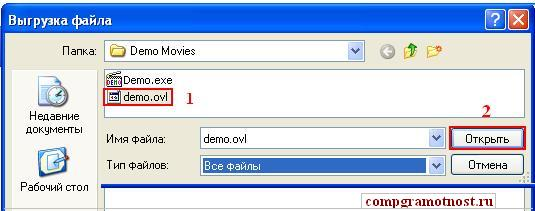 Выгрузка файла
Папка: Demo Movies
Demo.exe
demo.ovl 1
Недавние
документы
Рабочий стол
2
Имя файла: demo.ovl Открыть
Тип файлов: Все файлы Отмена
compgramotnost.ru